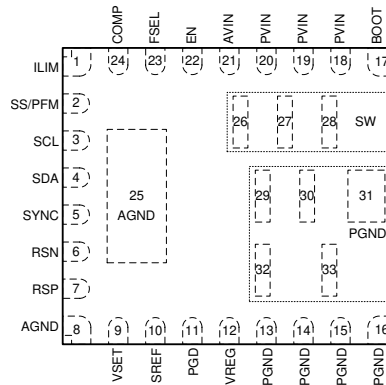 COMP FSEL EN AVIN PVIN PVIN PVIN BOOT
ILIM 1 24 23 22 21 20 19 18 17
SS/PFM 2
26 27 28 SW
SCL 3
SDA 4
25
AGND
29 30 31
SYNC 5
PGND
RSN 6
32 33
RSP 7
AGND 8 9 10 11 12 13 14 15 16
VSET SREF PGD VREG PGND PGND PGND PGND